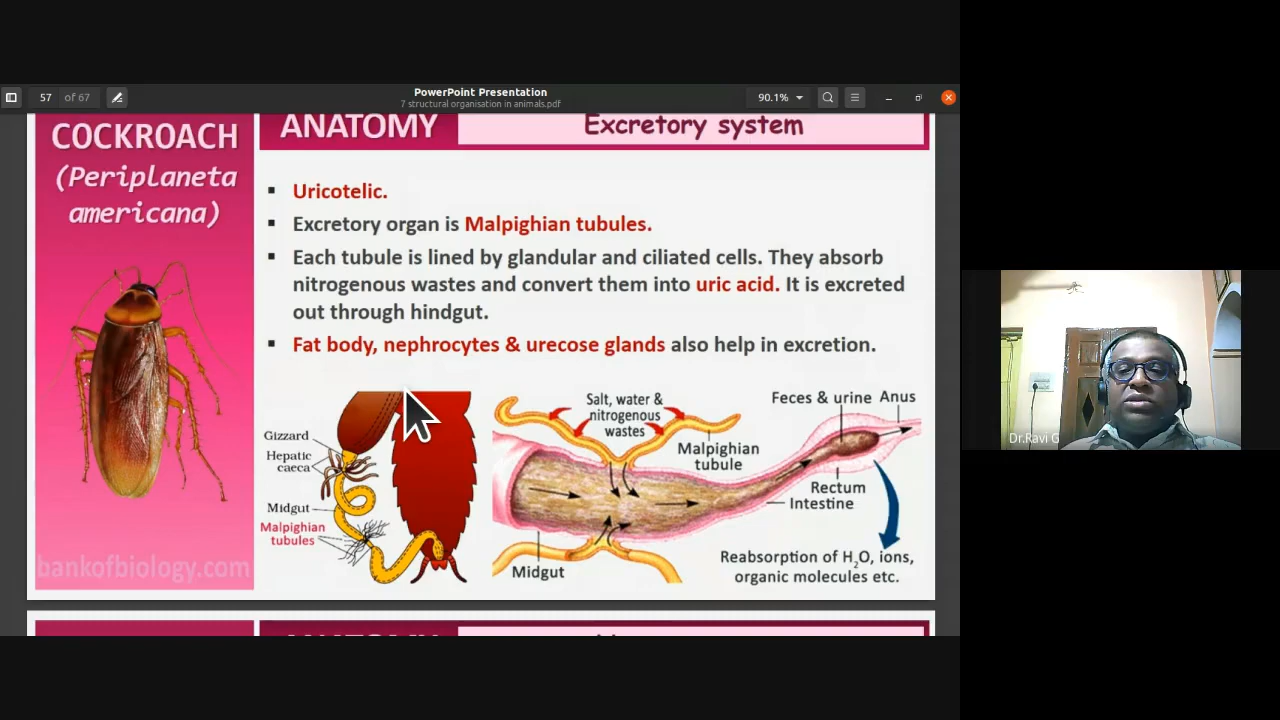 57 of 67
PowerPoint Presentation
7 structural organisation in animals.pdf
90.1%
COCKROACH
(Periplaneta
americana)
ANATOMY
Excretory system
▪ Uricotelic.
▪ Excretory organ is Malpighian tubules.
▪ Each tubule is lined by glandular and ciliated cells. They absorb
nitrogenous wastes and convert them into uric acid. It is excreted
out through hindgut.
▪ Fat body, nephrocytes & urecose glands also help in excretion.
Gizzard
Hepatic
caeca
Midgut
Malpighian
tubules
Salt, water &
nitrogenous
wastes
Malpighian
tubule
Feces & urine
Anus
Rectum
Intestine
Midgut
Reabsorption of H₂O, ions,
organic molecules etc.
bankofbiology.com
ANATOMY
Dr.Ravi G